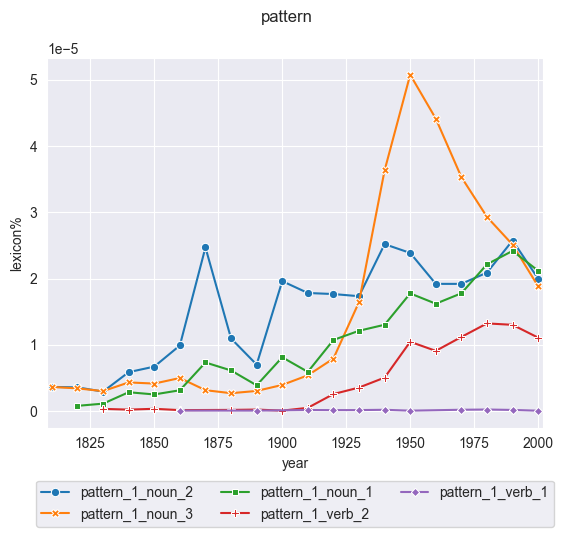 pattern
1e−5
5
4
3
2
1
0
lexicon%
1825 1850 1875 1900 1925 1950 1975 2000
year
pattern_1_noun_2 pattern_1_noun_1 pattern_1_verb_1
pattern_1_noun_3 pattern_1_verb_2